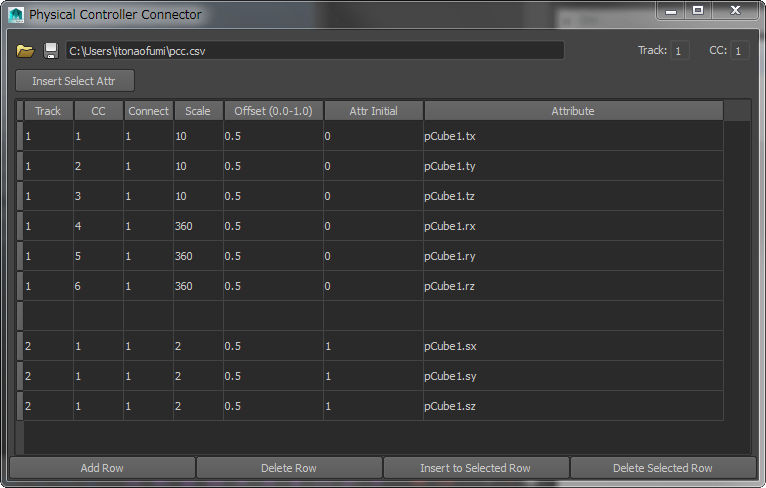 Physical Controller Connector
C:\Users\itonaofumi\pcc.csv Track: 1 CC: 1
Insert Select Attr
Track CC Connect Scale Offset (0.0-1.0) Attr Initial Attribute
1 1 1 10 0.5 0 pCube1.tx
1 2 1 10 0.5 0 pCube1.ty
1 3 1 10 0.5 0 pCube1.tz
1 4 1 360 0.5 0 pCube1.rx
1 5 1 360 0.5 0 pCube1.ry
1 6 1 360 0.5 0 pCube1.rz
2 1 1 2 0.5 1 pCube1.sx
2 1 1 2 0.5 1 pCube1.sy
2 1 1 2 0.5 1 pCube1.sz
Add Row Delete Row Insert to Selected Row Delete Selected Row